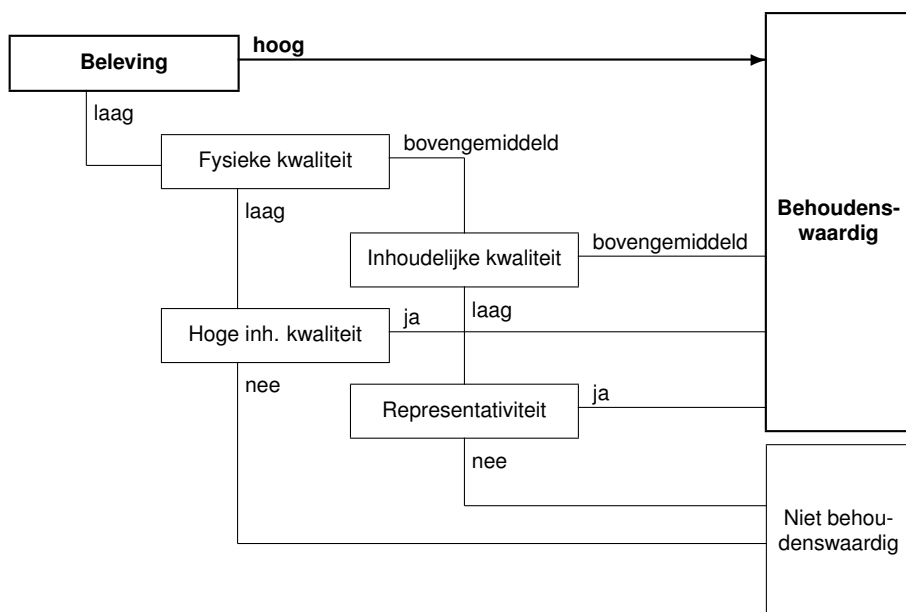 hoog
Beleving
laag
bovengemiddeld
Fysieke kwaliteit
laag
Behoudens-
waardig
bovengemiddeld
Inhoudelijke kwaliteit
laag
ja
Hoge inh. kwaliteit
nee
ja
Representativiteit
nee
Niet behou-
denswaardig